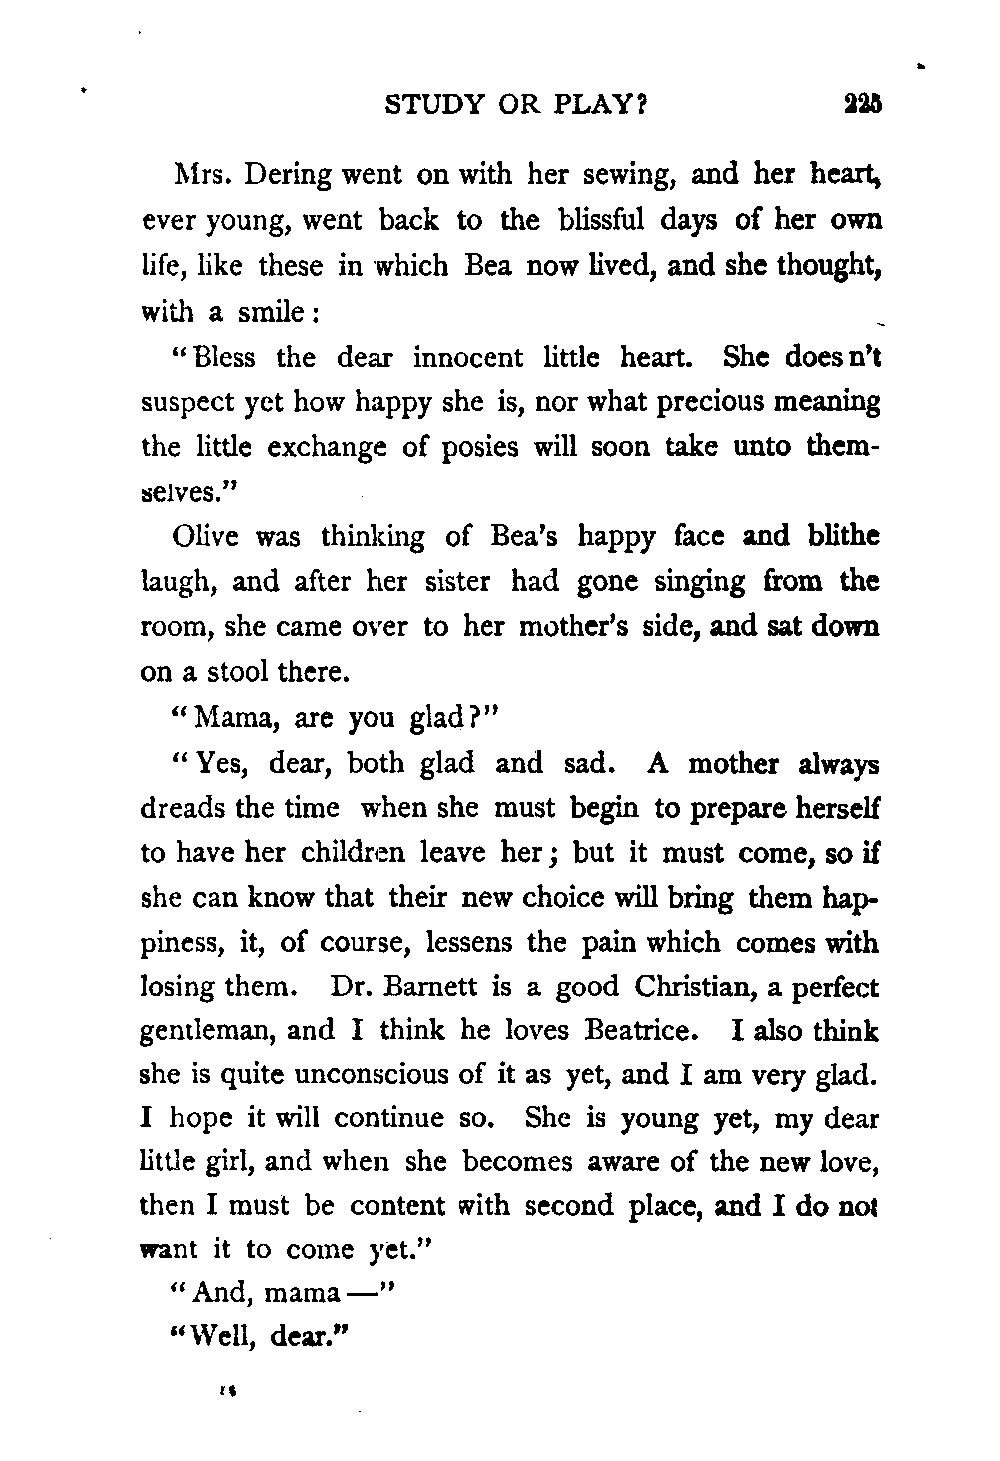 STUDY OR PLAY? 225
Mrs. Dering went on with her sewing, and her heart,
ever young, went back to the blissful days of her own
life, like these in which Bea now lived, and she thought,
with a smile:
"Bless the dear innocent little heart. She doesn't
suspect yet how happy she is, nor what precious meaning
the little exchange of posies will soon take unto them-
selves."
Olive was thinking of Bea's happy face and blithe
laugh, and after her sister had gone singing from the
room, she came over to her mother's side, and sat down
on a stool there.
"Mama, are you glad?"
"Yes, dear, both glad and sad. A mother always
dreads the time when she must begin to prepare herself
to have her children leave her; but it must come, so if
she can know that their new choice will bring them hap-
piness, it, of course, lessens the pain which comes with
losing them. Dr. Barnett is a good Christian, a perfect
gentleman, and I think he loves Beatrice. I also think
she is quite unconscious of it as yet, and I am very glad.
I hope it will continue so. She is young yet, my dear
little girl, and when she becomes aware of the new love,
then I must be content with second place, and I do not
want it to come yet."
"And, mama—"
"Well, dear."